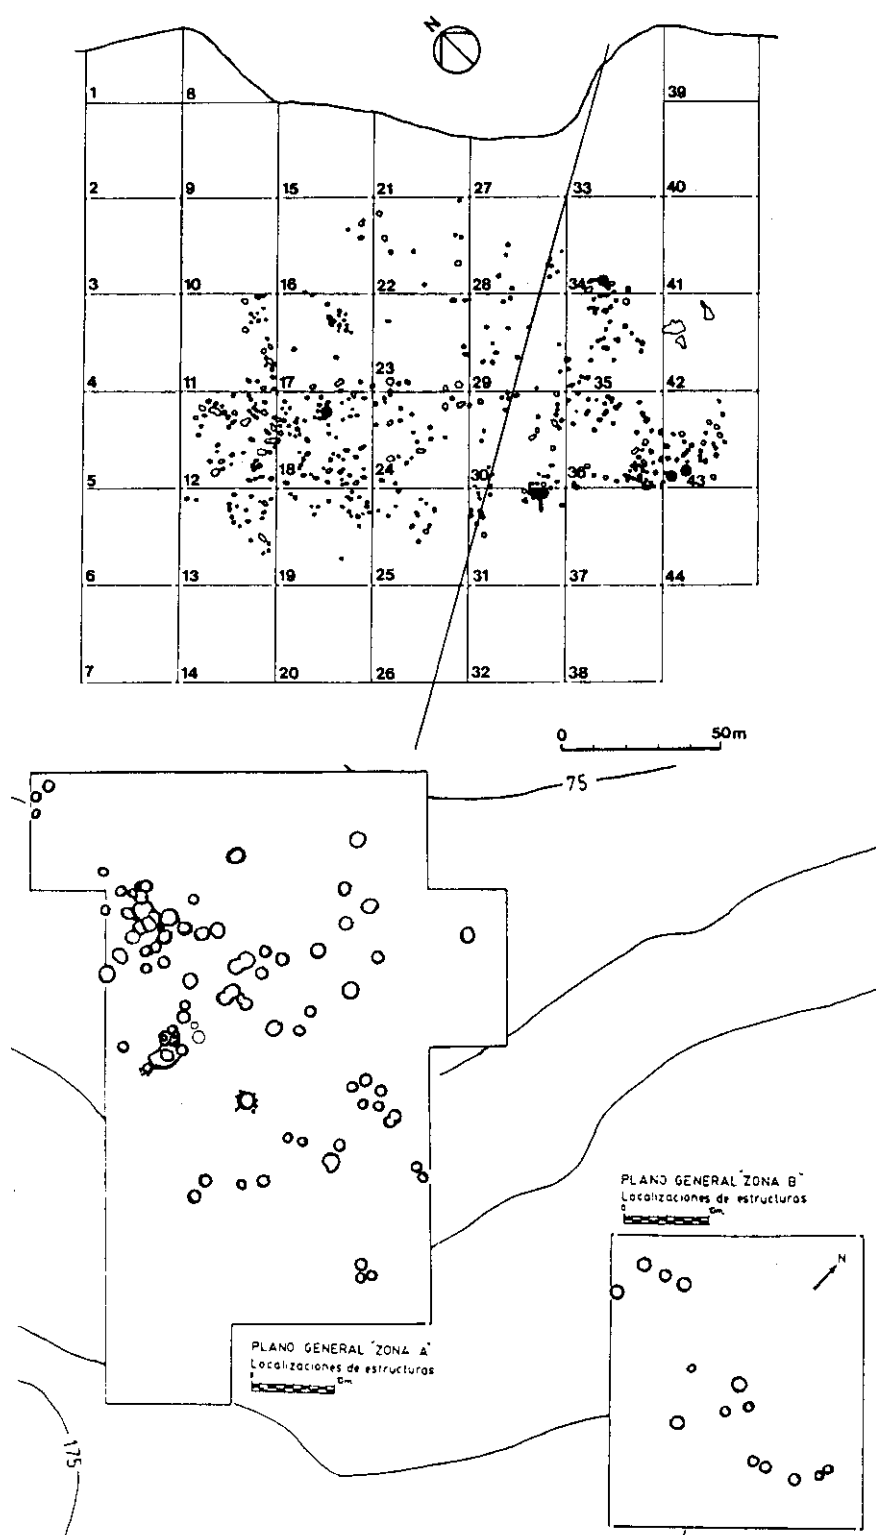 N
1 8 39
2 9 15 21 27 33 40
3 10 16 22 28 34 41
4 11 17 23 29 35 42
5 12 18 24 30 36 43
6 13 19 25 31 37 44
7 14 20 26 32 38
0 50m
75
PLANO GENERAL "ZONA B"
Localizaciones de estructuras
0
N
PLANO GENERAL "ZONA A"
Localizaciones de estructuras
175